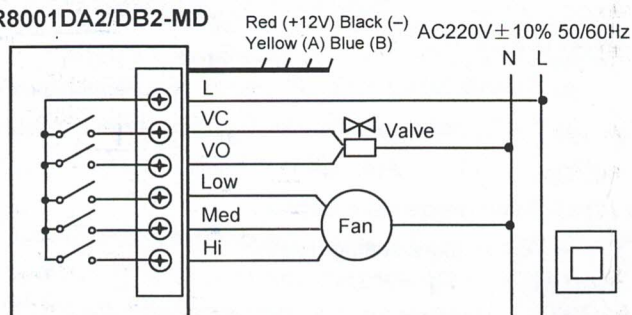 R8001DA2/DB2-MD
Red (+12V) Black (–)
Yellow (A) Blue (B)
AC220V±10% 50/60Hz
N L
L
VC
VO
Valve
Low
Med
Hi
Fan